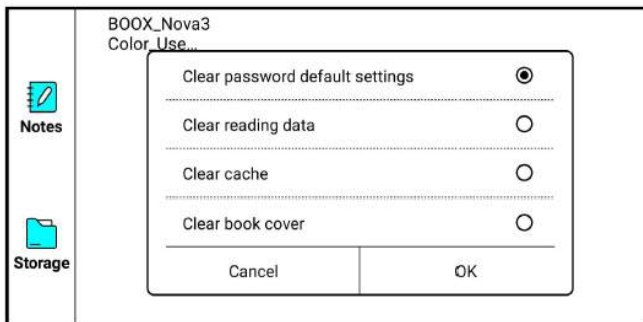 BOOX_Nova3
Color_Use...
Clear password default settings
Notes
Clear reading data
Clear cache
Clear book cover
Storage
Cancel
OK